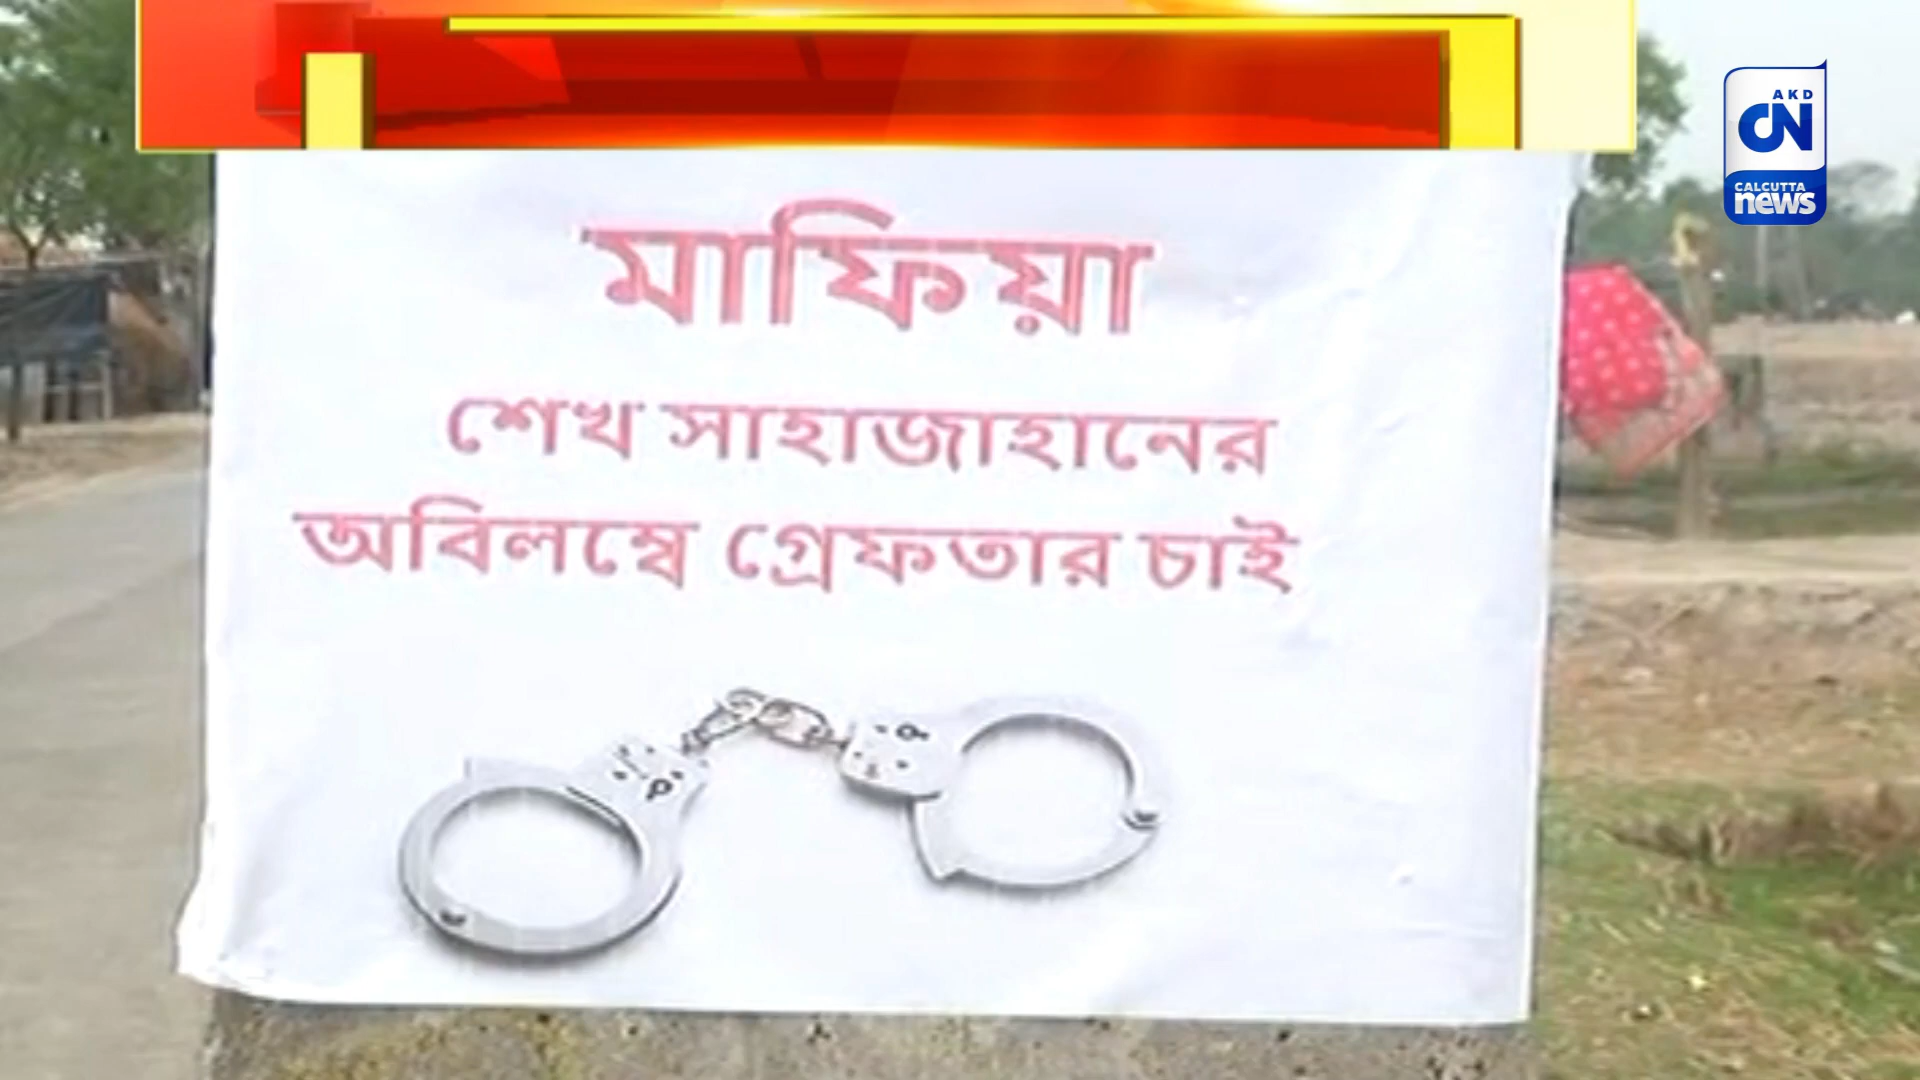 AKD
CN
CALCUTTA
news
মাফিয়া
শেখ সাহাজাহানের
অবিলম্বে গ্রেফতার চাই